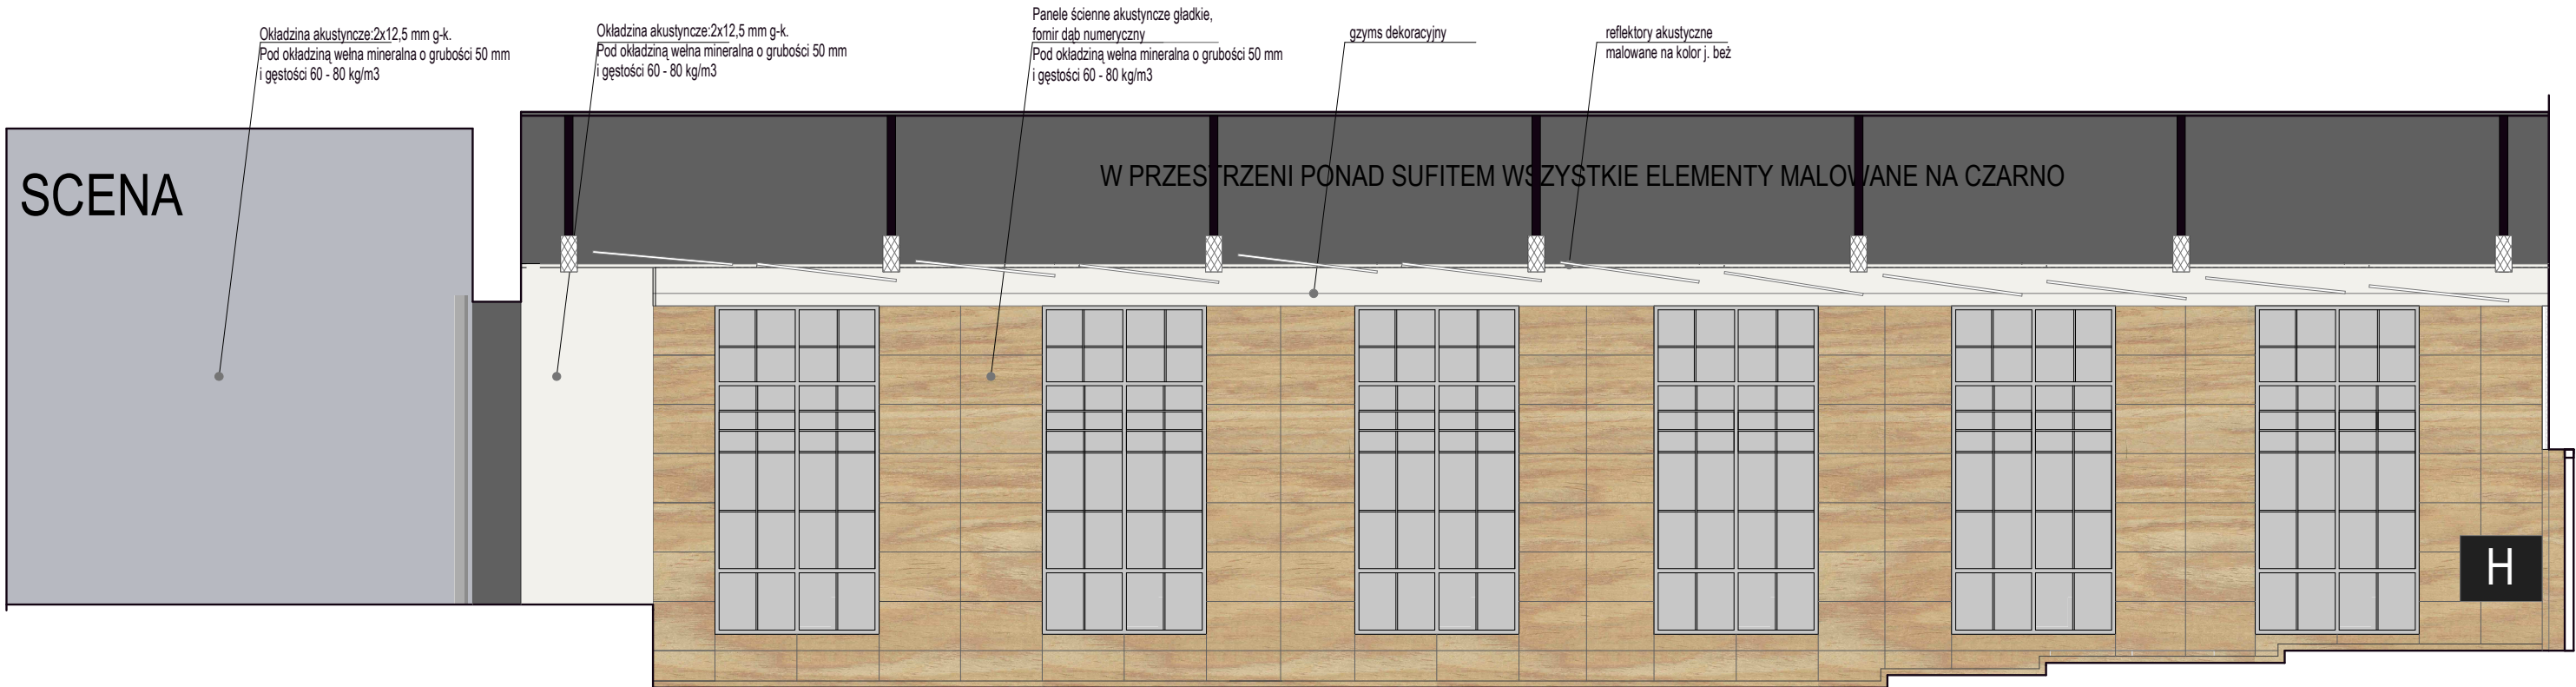 Okładzina akustyncze:2x12,5 mm g-k.
Pod okładziną wełna mineralna o grubości 50 mm
i gęstości 60 - 80 kg/m3
Okładzina akustyncze:2x12,5 mm g-k.
Pod okładziną wełna mineralna o grubości 50 mm
i gęstości 60 - 80 kg/m3
Panele ścienne akustyncze gładkie,
fornir dąb numeryczny
Pod okładziną wełna mineralna o grubości 50 mm
i gęstości 60 - 80 kg/m3
gzyms dekoracyjny
reflektory akustyczne
malowane na kolor j. beż
SCENA
W PRZESTRZENI PONAD SUFITEM WSZYSTKIE ELEMENTY MALOWANE NA CZARNO
H